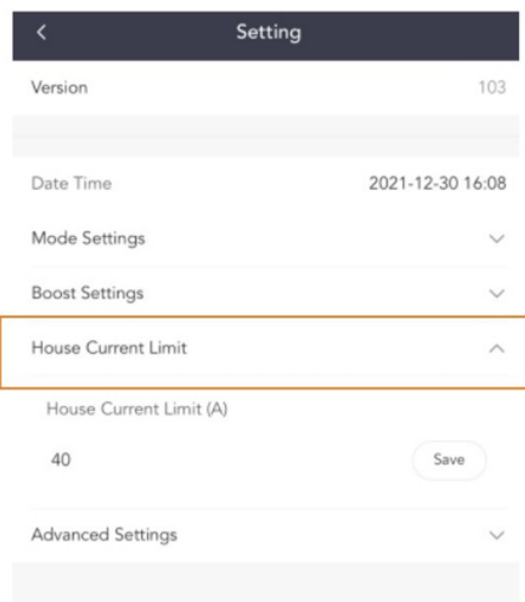 Setting
Version 103
Date Time 2021-12-30 16:08
Mode Settings
Boost Settings
House Current Limit
House Current Limit (A)
40 Save
Advanced Settings